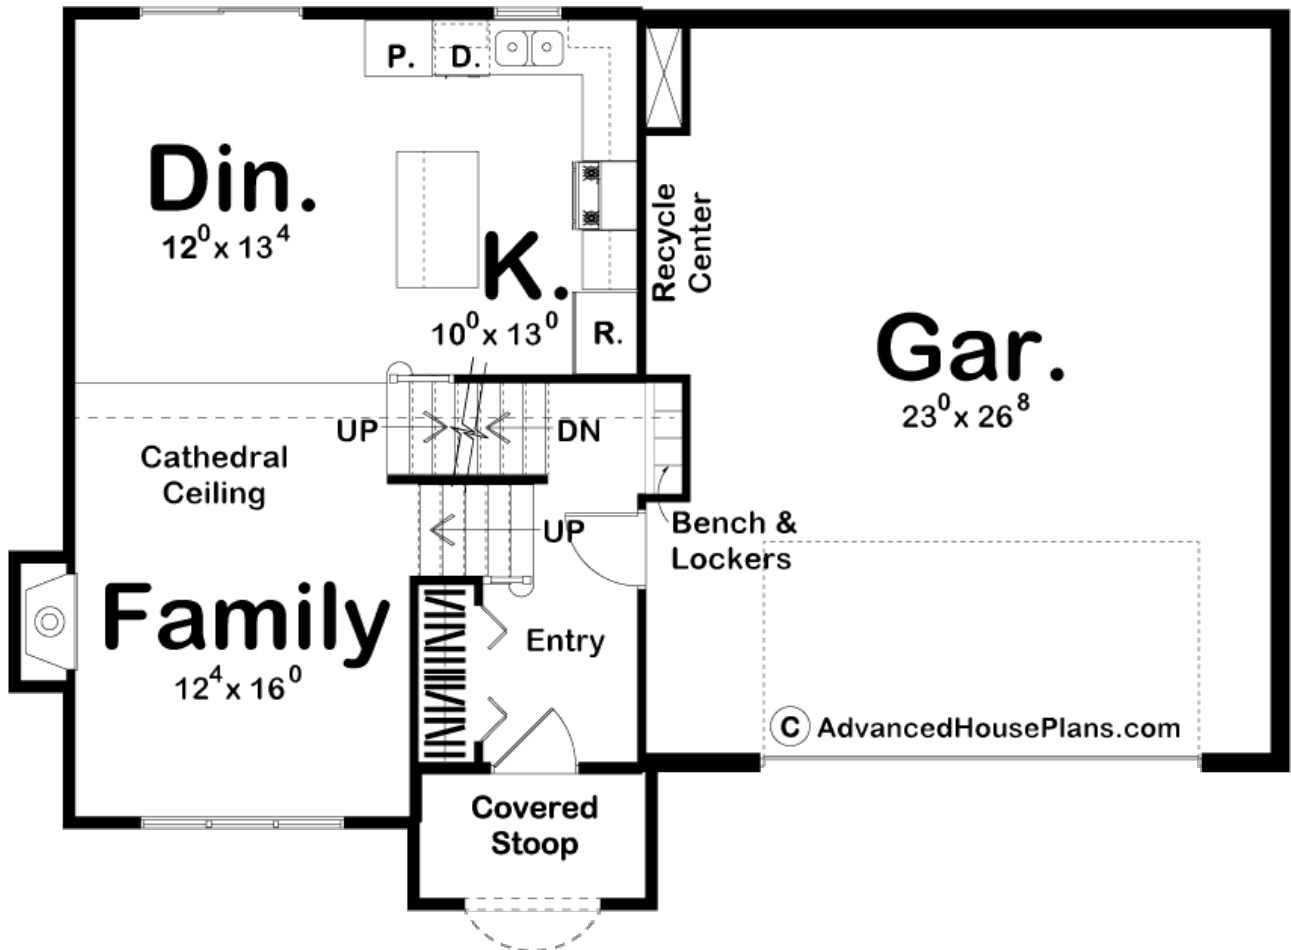 P.
D.
Din.
12⁰ x 13⁴
K.
10⁰ x 13⁰
R.
Recycle
Center
Gar.
23⁰ x 26⁸
UP
DN
Cathedral
Ceiling
UP
Bench &
Lockers
Family
12⁴ x 16⁰
Entry
© AdvancedHousePlans.com
Covered
Stoop